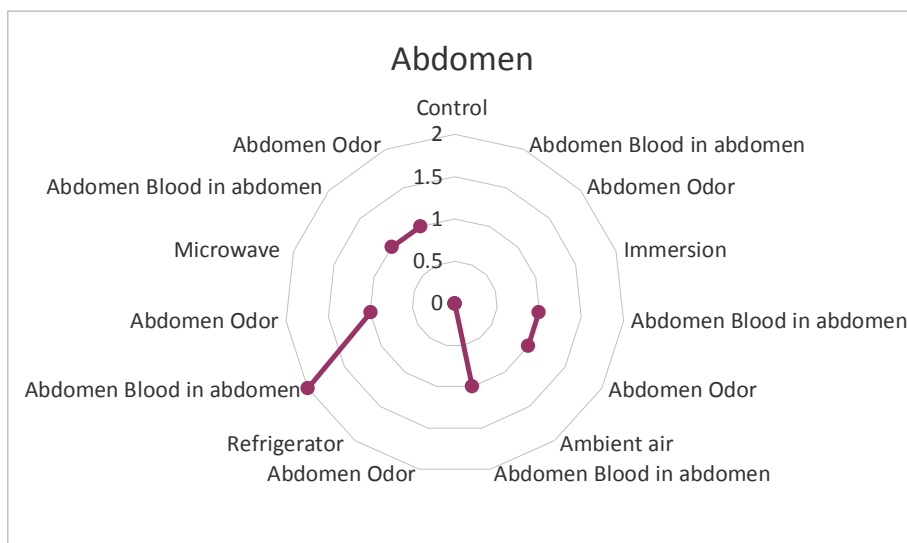 Abdomen
Control
Abdomen Odor
2
Abdomen Blood in abdomen
Abdomen Blood in abdomen
1.5
Abdomen Odor
Microwave
1
Immersion
0.5
Abdomen Odor
0
Abdomen Blood in abdomen
Abdomen Blood in abdomen
Abdomen Odor
Refrigerator
Ambient air
Abdomen Odor
Abdomen Blood in abdomen